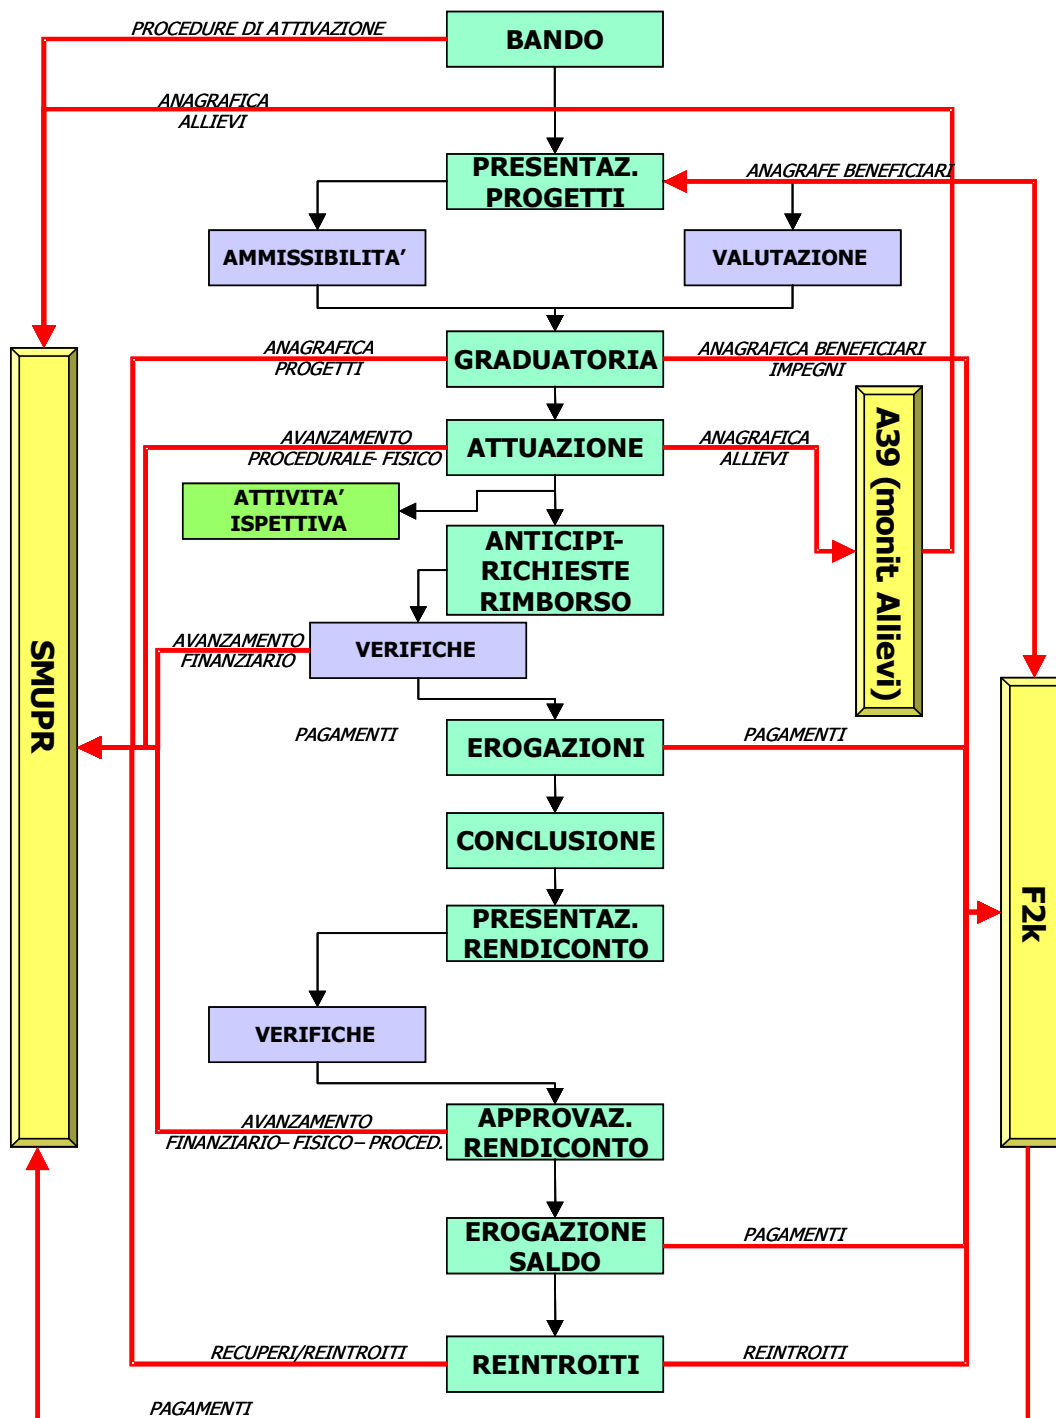 PROCEDURE DI ATTIVAZIONE
BANDO
ANAGRAFICA
ALLIEVI
PRESENTAZ.
PROGETTI
ANAGRAFE BENEFICIARI
AMMISSIBILITA’
VALUTAZIONE
ANAGRAFICA
PROGETTI
GRADUATORIA
ANAGRAFICA BENEFICIARI
IMPEGNI
AVANZAMENTO
PROCEDURALE- FISICO
ATTUAZIONE
ANAGRAFICA
ALLIEVI
A39 (monit. Allievi)
ATTIVITA’
ISPETTIVA
ANTICIPI-
RICHIESTE
RIMBORSO
AVANZAMENTO
FINANZIARIO
VERIFICHE
SMUPR
PAGAMENTI
EROGAZIONI
PAGAMENTI
CONCLUSIONE
F2k
PRESENTAZ.
RENDICONTO
VERIFICHE
AVANZAMENTO
FINANZIARIO– FISICO – PROCED.
APPROVAZ.
RENDICONTO
EROGAZIONE
SALDO
PAGAMENTI
RECUPERI/REINTROITI
REINTROITI
REINTROITI
PAGAMENTI